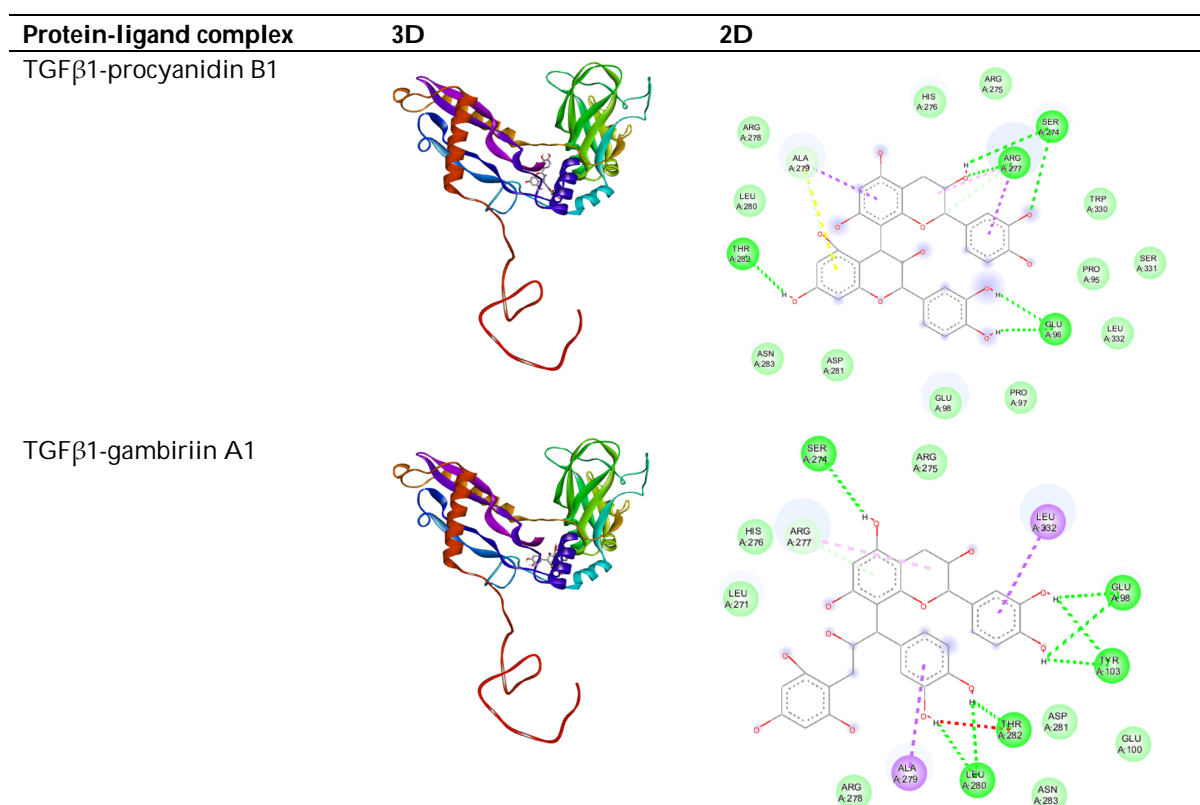 Protein-ligand complex 3D 2D
TGFβ1-procyanidin B1
ARG
A:275
HIS
A:276
SER
A:274
ARG
A:278
ALA
A:279
ARG
A:277
LEU
A:280
TRP
A:330
THR
A:282
SER
A:331
PRO
A:95
GLU
A:96
LEU
A:332
ASN
A:283
ASP
A:281
GLU
A:98
PRO
A:97
H
O
O
O
O
O
O
O
O
H
O
O
O
H
O
H
TGFβ1-gambiriin A1
SER
A:274
ARG
A:275
LEU
A:332
HIS
A:276
ARG
A:277
LEU
A:271
GLU
A:98
TYR
A:103
THR
A:282
ASP
A:281
GLU
A:100
ALA
A:279
LEU
A:280
ARG
A:278
ASN
A:283
H
O
O
O
O
O
H
O
H
O
O
O
O
O
H
O
H